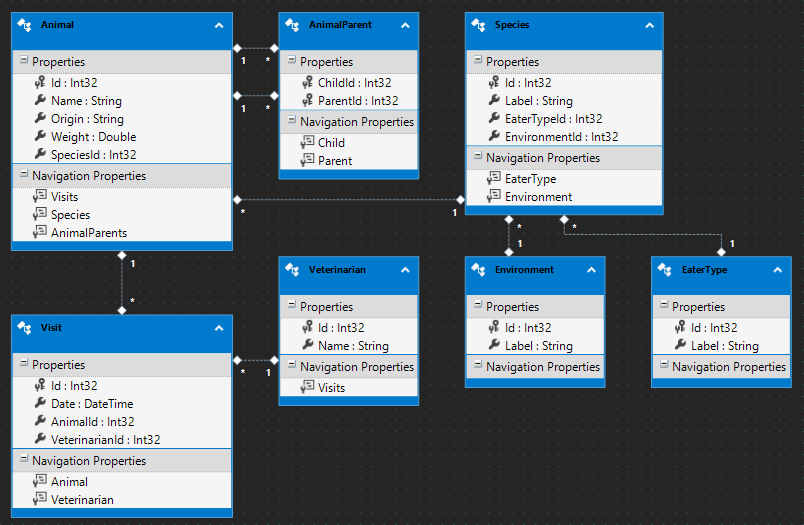 Animal
Properties
Id : Int32
Name : String
Origin : String
Weight : Double
SpeciesId : Int32
Navigation Properties
Visits
Species
AnimalParents
1
*
1
*
AnimalParent
Properties
ChildId : Int32
ParentId : Int32
Navigation Properties
Child
Parent
Species
Properties
Id : Int32
Label : String
EaterTypeId : Int32
EnvironmentId : Int32
Navigation Properties
EaterType
Environment
*
1
*
1
*
1
1
*
Visit
Properties
Id : Int32
Date : DateTime
AnimalId : Int32
VeterinarianId : Int32
Navigation Properties
Animal
Veterinarian
*
1
Veterinarian
Properties
Id : Int32
Name : String
Navigation Properties
Visits
Environment
Properties
Id : Int32
Label : String
Navigation Properties
EaterType
Properties
Id : Int32
Label : String
Navigation Properties